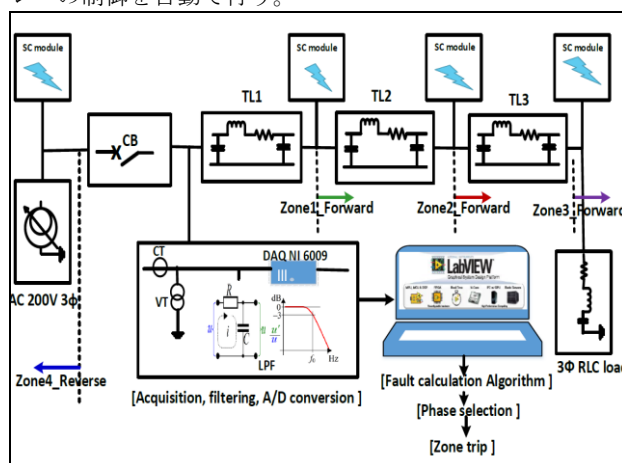 の制御を自動で行う。
SC module
SC module
SC module
SC module
TL1
TL2
TL3
CB
Zone1_Forward
Zone2_Forward
Zone3_Forward
AC 200V 3ϕ
Zone4_Reverse
CT
VT
DAQ NI 6009
R
i
C
u'
u
dB
0
-3
f₀
Hz
LPF
LabVIEW
[Acquisition, filtering, A/D conversion ]
[Fault calculation Algorithm ]
[Phase selection ]
[Zone trip ]
3Φ RLC load